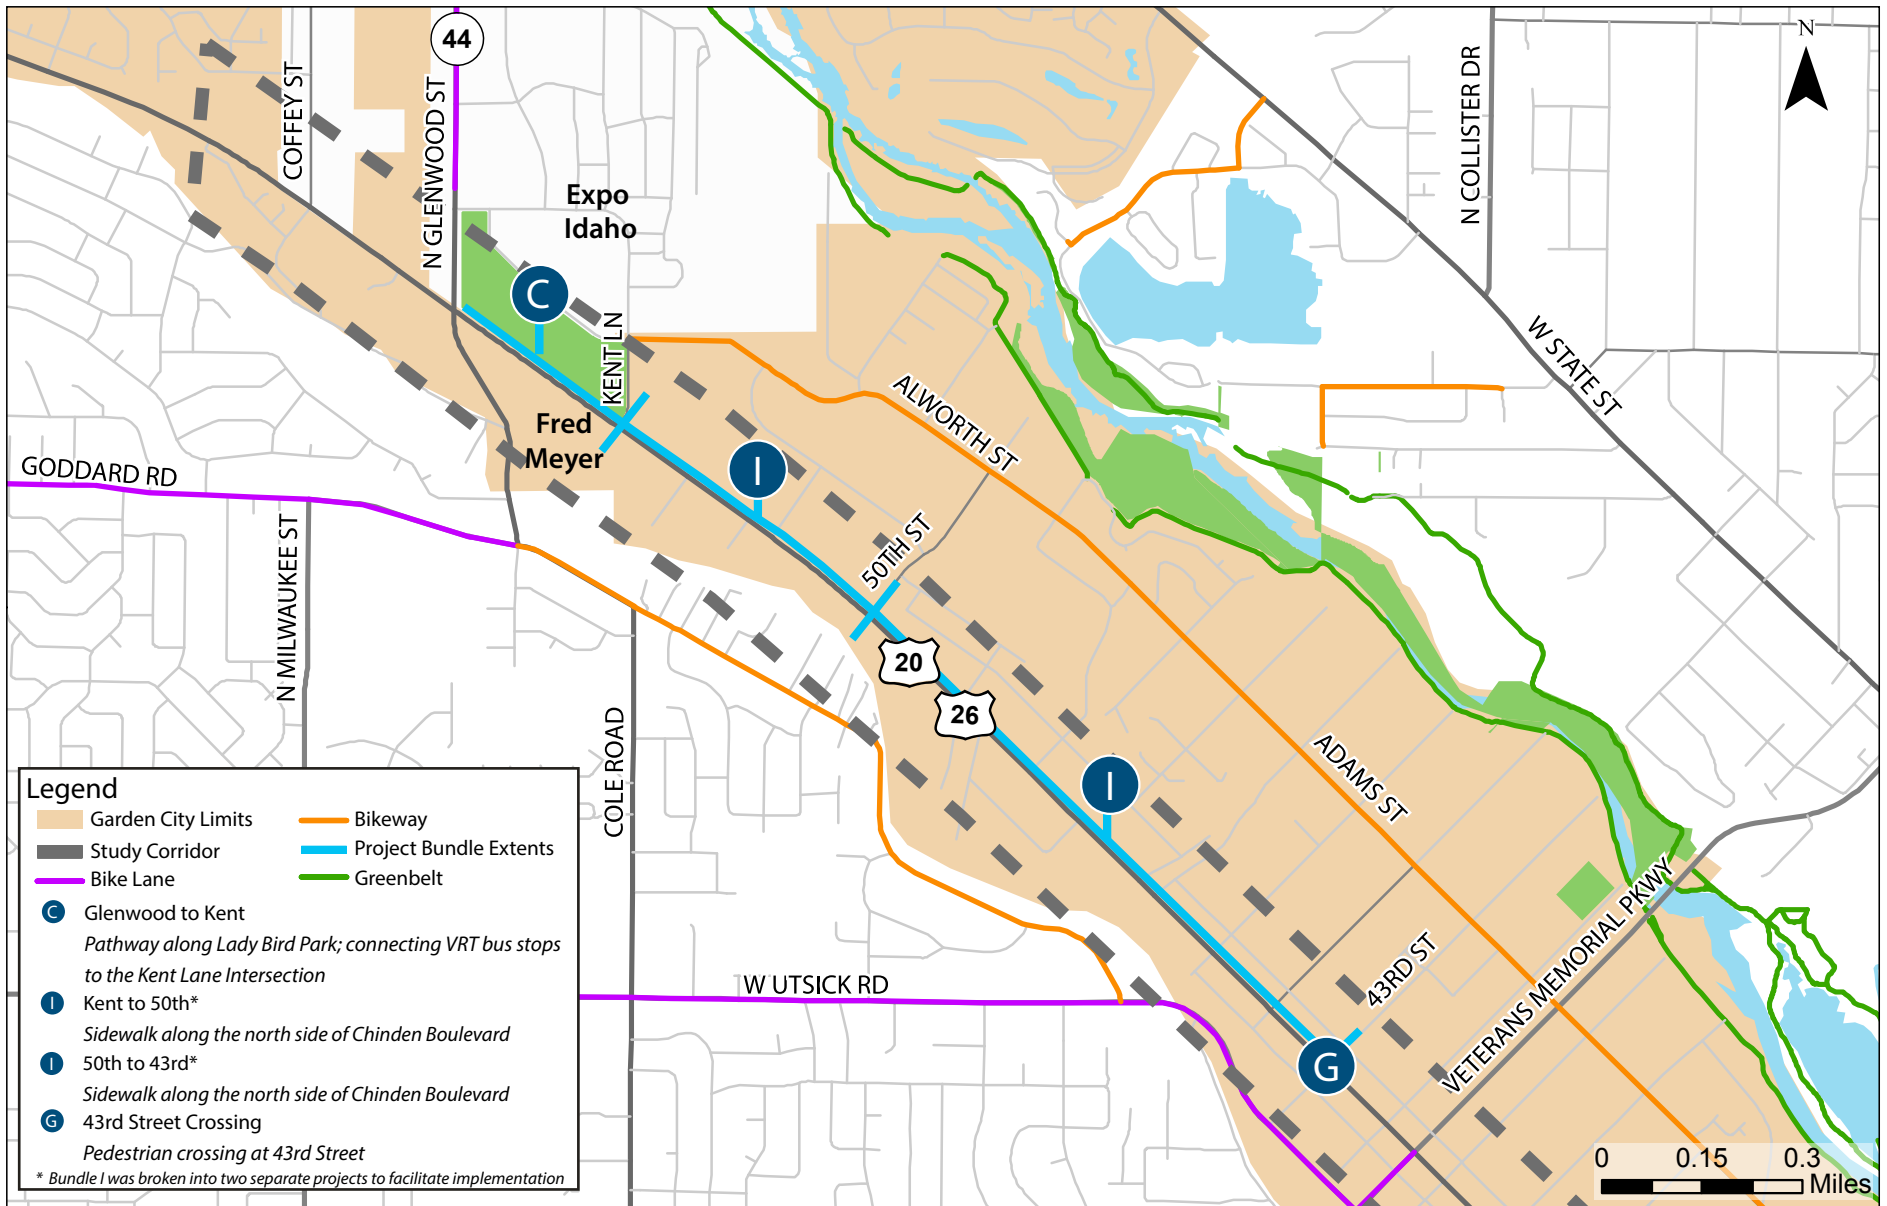 44
N
COFFEY ST
N GLENWOOD ST
N COLLISTER DR
Expo
Idaho
C
KENT LN
W STATE ST
ALWORTH ST
Fred
Meyer
I
GODDARD RD
N MILWAUKEE ST
50TH ST
20
26
COLE ROAD
I
ADAMS ST
W UTSICK RD
43RD ST
VETERANS MEMORIAL PKWY
G
Legend
Garden City Limits
Study Corridor
Bike Lane
Bikeway
Project Bundle Extents
Greenbelt
C Glenwood to Kent
Pathway along Lady Bird Park; connecting VRT bus stops
to the Kent Lane Intersection
I Kent to 50th*
Sidewalk along the north side of Chinden Boulevard
I 50th to 43rd*
Sidewalk along the north side of Chinden Boulevard
G 43rd Street Crossing
Pedestrian crossing at 43rd Street
* Bundle I was broken into two separate projects to facilitate implementation
0 0.15 0.3
Miles